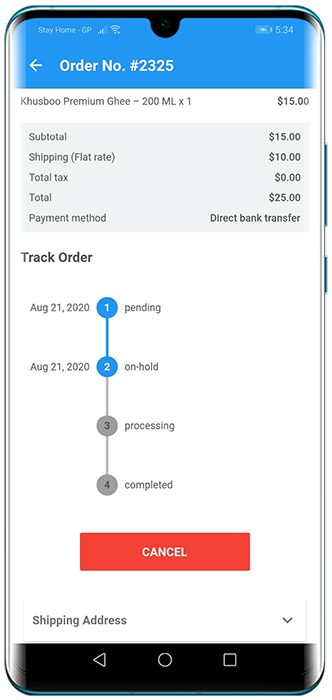 Stay Home - GP 5:34
Order No. #2325
Khusboo Premium Ghee – 200 ML x 1 $15.00
Subtotal $15.00
Shipping (Flat rate) $10.00
Total tax $0.00
Total $25.00
Payment method Direct bank transfer
Track Order
Aug 21, 2020 1 pending
Aug 21, 2020 2 on-hold
3 processing
4 completed
CANCEL
Shipping Address